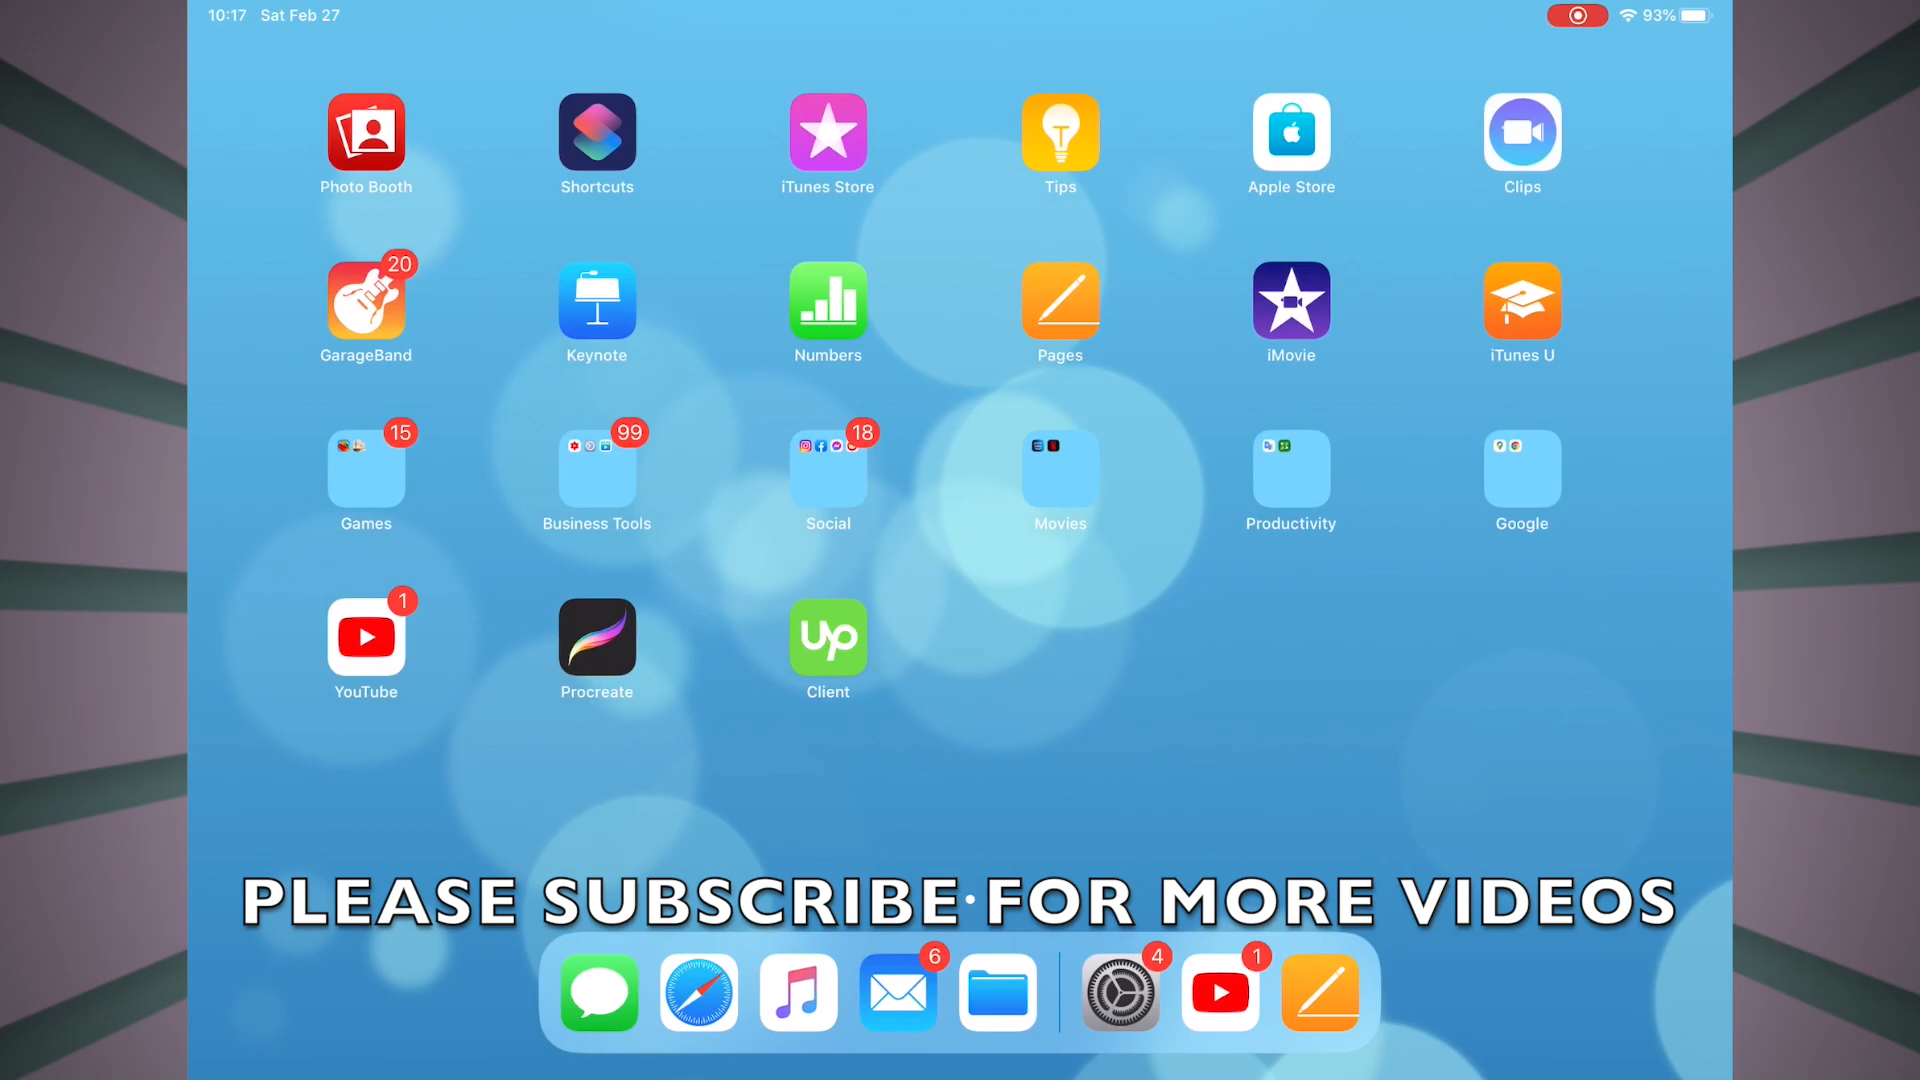 10:17 Sat Feb 27 93%
Photo Booth Shortcuts iTunes Store Tips Apple Store Clips
20
GarageBand Keynote Numbers Pages iMovie iTunes U
15 99 18
Games Business Tools Social Movies Productivity Google
1
Up
YouTube Procreate Client
PLEASE SUBSCRIBE FOR MORE VIDEOS
6 4 1